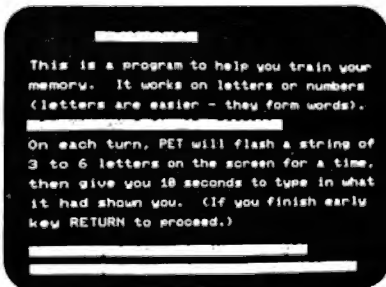 This is a program to help you train your
memory. It works on letters or numbers
(letters are easier - they form words).
On each turn, PET will flash a string of
3 to 6 letters on the screen for a time,
then give you 10 seconds to type in what
it had shown you. (If you finish early
key RETURN to proceed.)